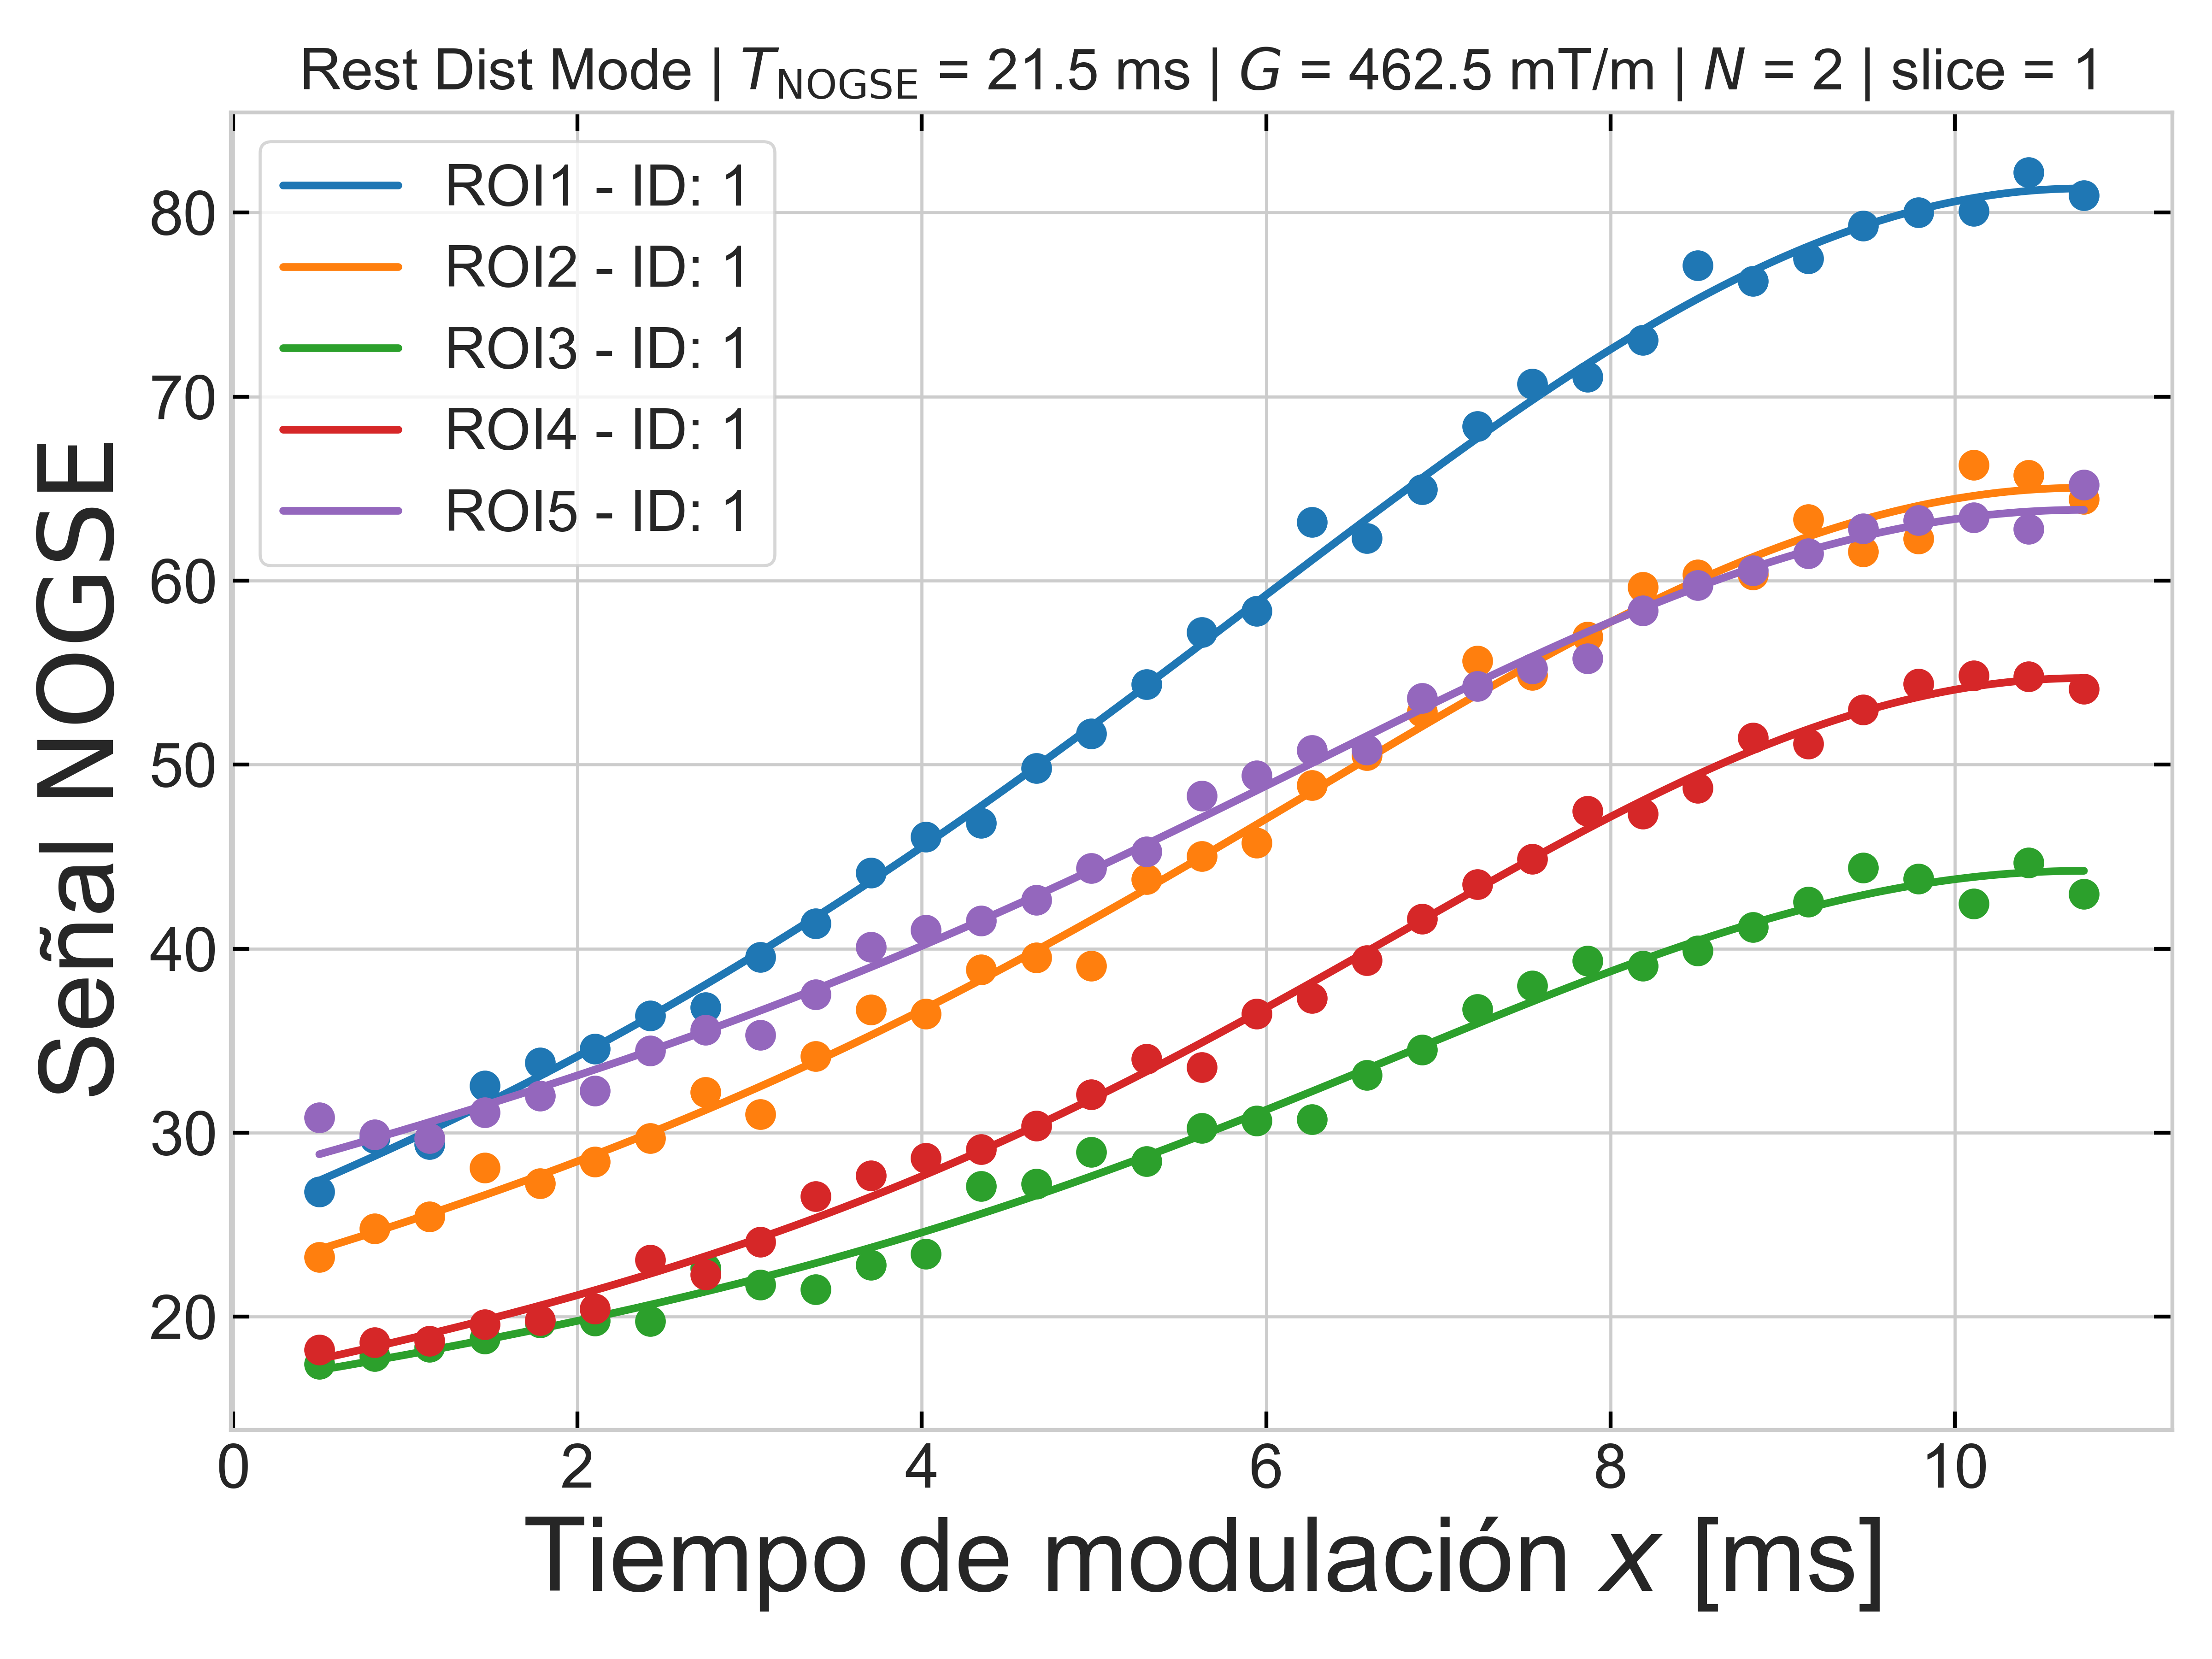 Rest Dist Mode | T_NOGSE = 21.5 ms | G = 462.5 mT/m | N = 2 | slice = 1
ROI1 - ID: 1
ROI2 - ID: 1
ROI3 - ID: 1
ROI4 - ID: 1
ROI5 - ID: 1
Señal NOGSE
80
70
60
50
40
30
20
0 2 4 6 8 10
Tiempo de modulación x [ms]